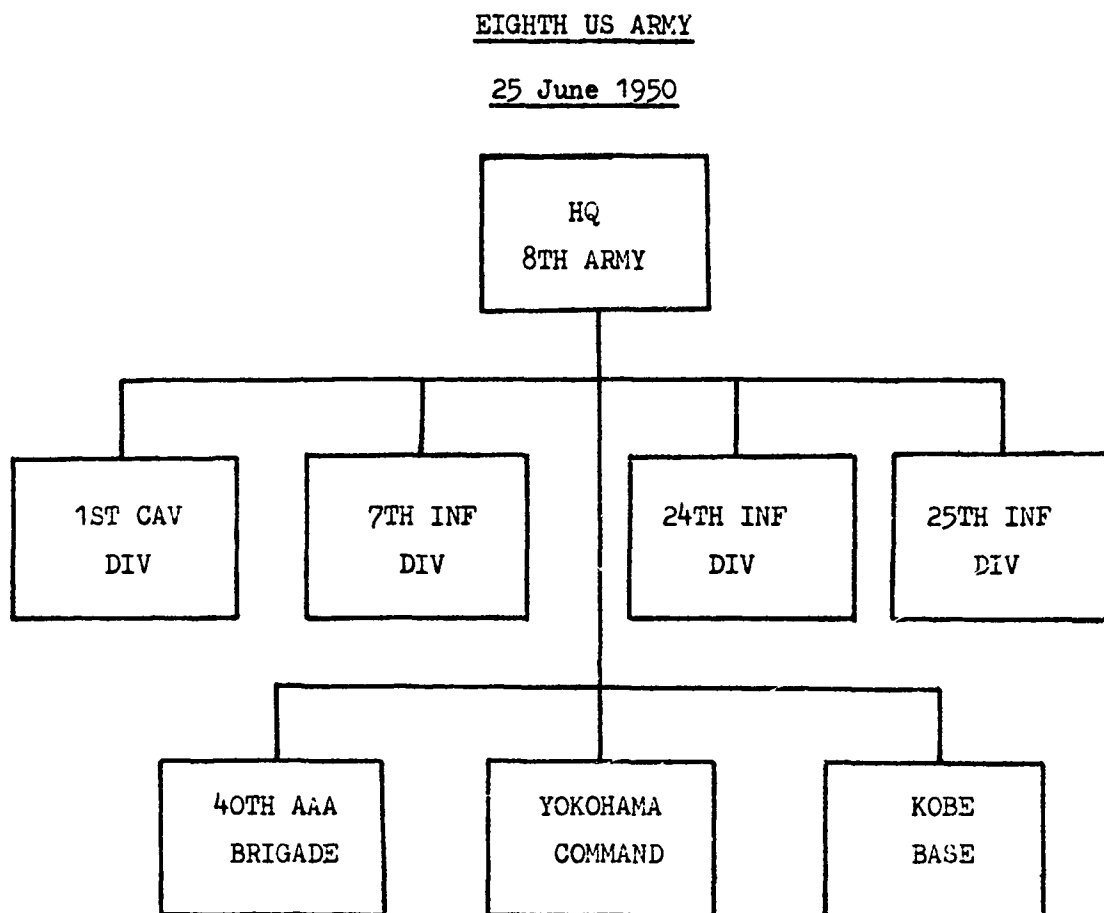 EIGHTH US ARMY
25 June 1950
HQ
8TH ARMY
1ST CAV
DIV
7TH INF
DIV
24TH INF
DIV
25TH INF
DIV
40TH AAA
BRIGADE
YOKOHAMA
COMMAND
KOBE
BASE